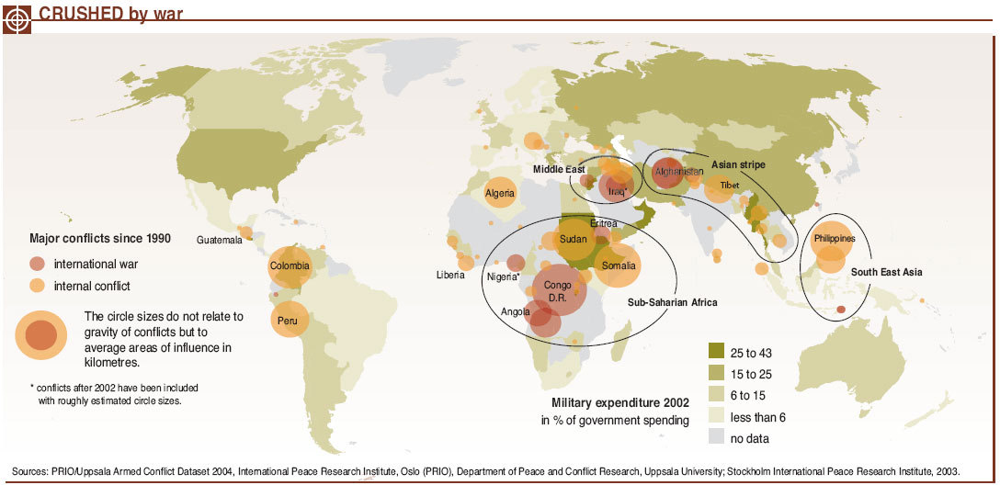 CRUSHED by war
Middle East
Asian stripe
Afghanistan
Iraq*
Tibet
Algeria
Eritrea
Sudan
Philippines
Guatemala
Major conflicts since 1990
international war
internal conflict
Colombia
Liberia
Nigeria*
Somalia
South East Asia
Congo
D.R.
Sub-Saharian Africa
Angola
Peru
The circle sizes do not relate to
gravity of conflicts but to
average areas of influence in
kilometres.
* conflicts after 2002 have been included
with roughly estimated circle sizes.
Military expenditure 2002
in % of government spending
25 to 43
15 to 25
6 to 15
less than 6
no data
Sources: PRIO/Uppsala Armed Conflict Dataset 2004, International Peace Research Institute, Oslo (PRIO), Department of Peace and Conflict Research, Uppsala University; Stockholm International Peace Research Institute, 2003.